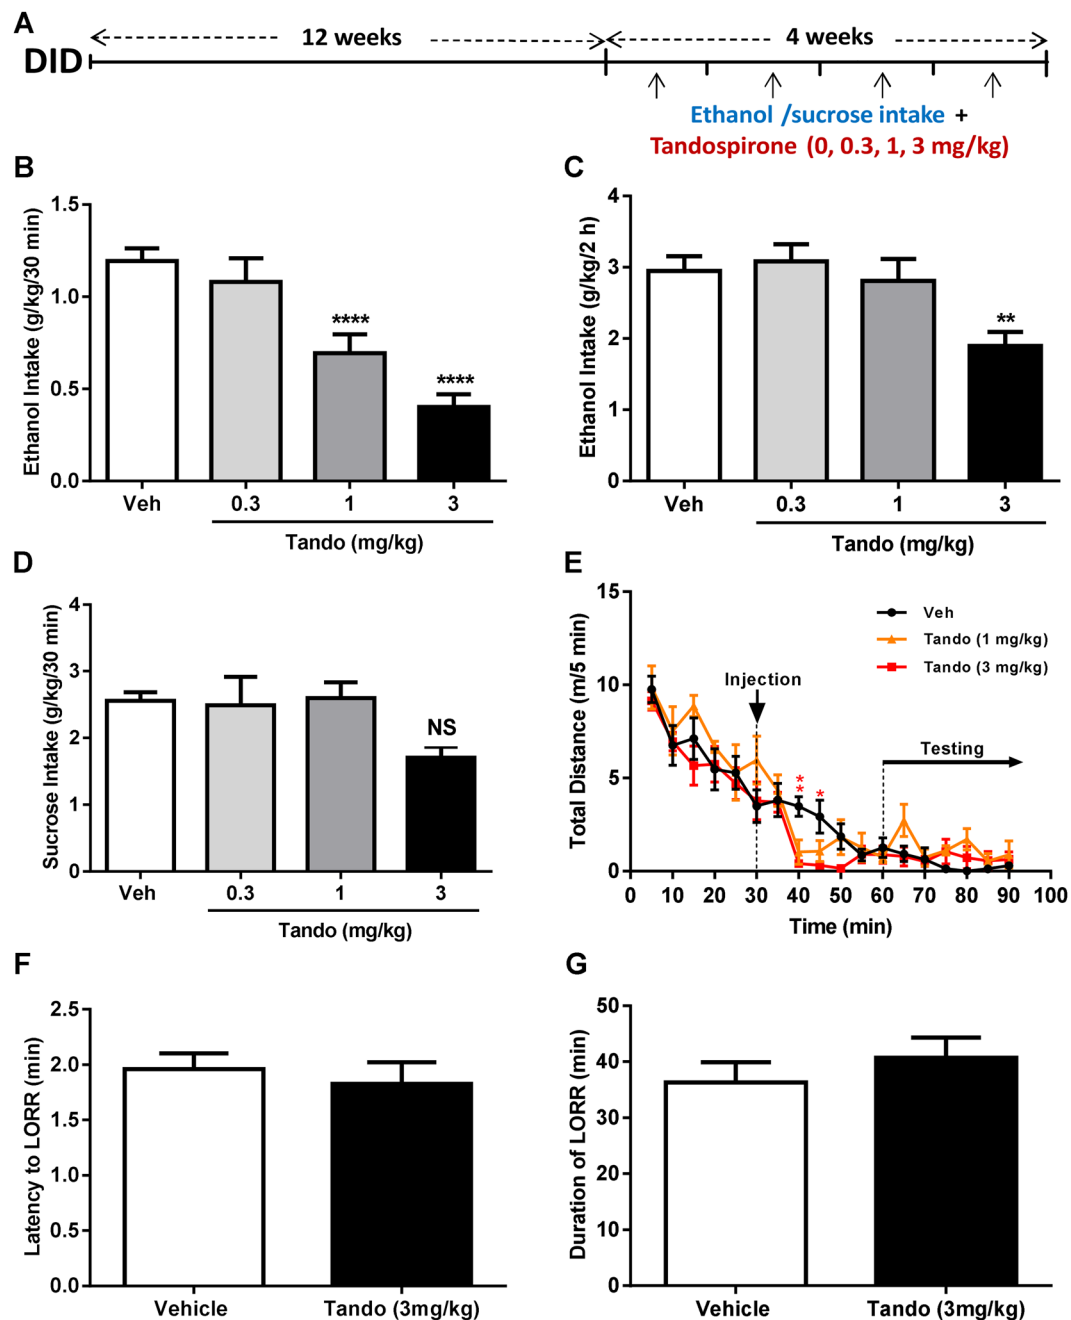 A
DID
12 weeks
4 weeks
Ethanol /sucrose intake +
Tandospirone (0, 0.3, 1, 3 mg/kg)
B
Ethanol Intake (g/kg/30 min)
1.5
1.0
0.5
0.0
****
****
Veh
0.3
1
3
Tando (mg/kg)
C
Ethanol Intake (g/kg/2 h)
4
3
2
1
0
**
Veh
0.3
1
3
Tando (mg/kg)
D
Sucrose Intake (g/kg/30 min)
4
3
2
1
0
NS
Veh
0.3
1
3
Tando (mg/kg)
E
Total Distance (m/5 min)
15
10
5
0
Veh
Tando (1 mg/kg)
Tando (3 mg/kg)
Injection
Testing
**
*
0 10 20 30 40 50 60 70 80 90 100
Time (min)
F
Latency to LORR (min)
2.5
2.0
1.5
1.0
0.5
0.0
Vehicle
Tando (3mg/kg)
G
Duration of LORR (min)
50
40
30
20
10
0
Vehicle
Tando (3mg/kg)